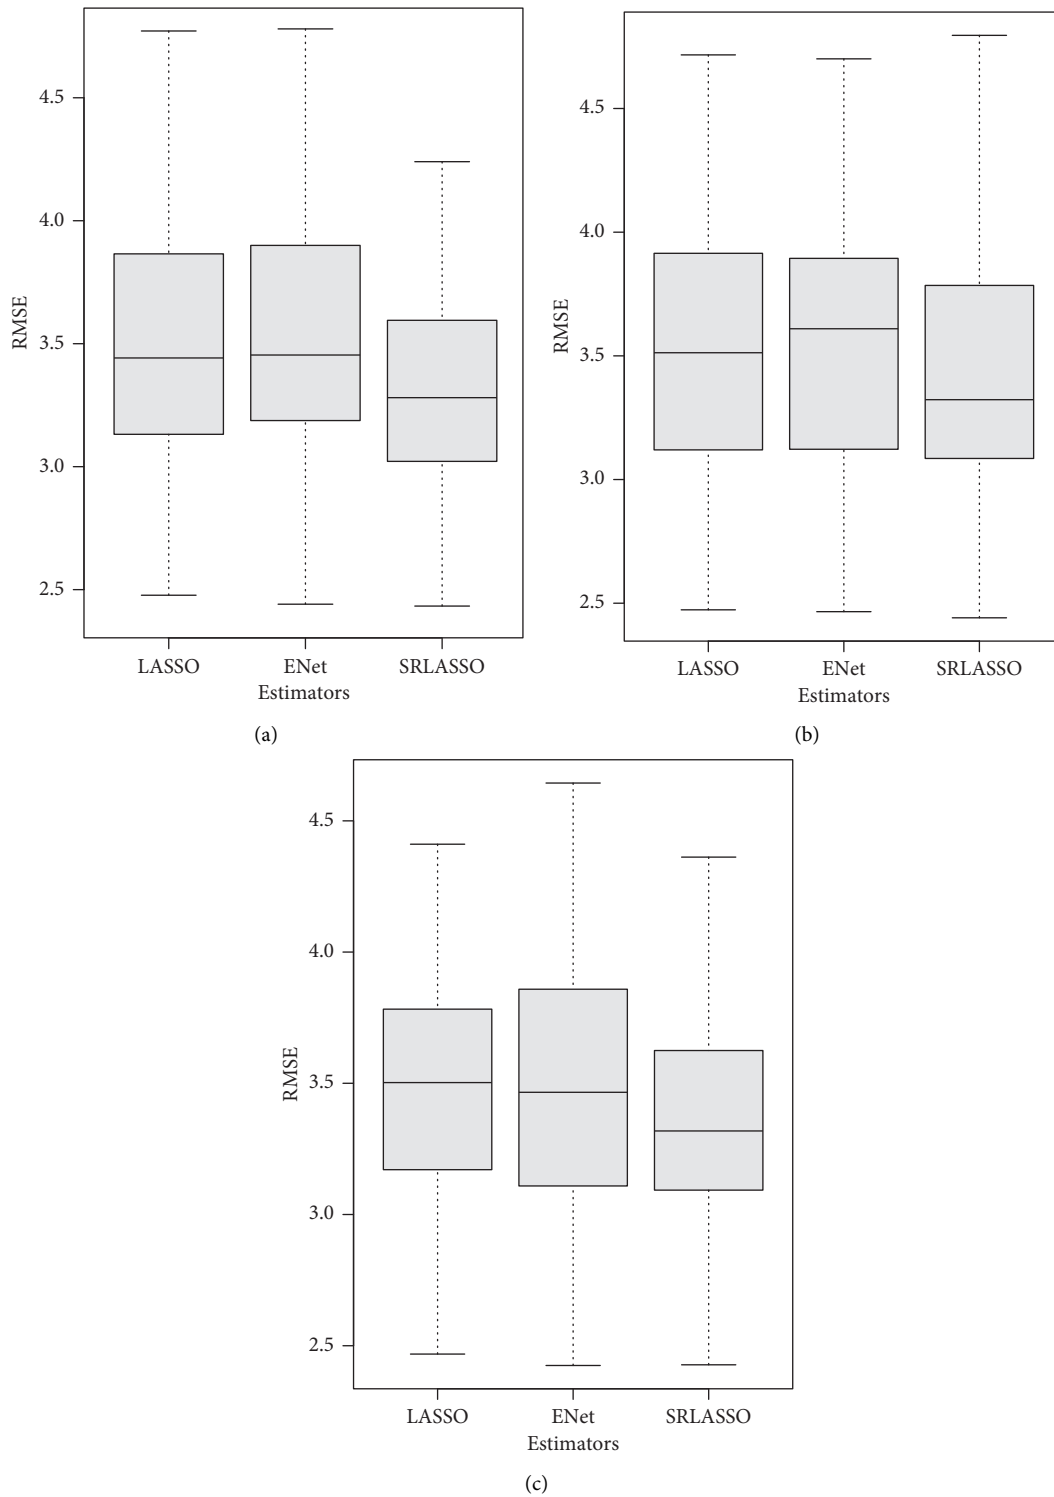 RMSE
4.5
4.0
3.5
3.0
2.5
LASSO
ENet
SRLASSO
Estimators
(a)
RMSE
4.5
4.0
3.5
3.0
2.5
LASSO
ENet
SRLASSO
Estimators
(b)
RMSE
4.5
4.0
3.5
3.0
2.5
LASSO
ENet
SRLASSO
Estimators
(c)